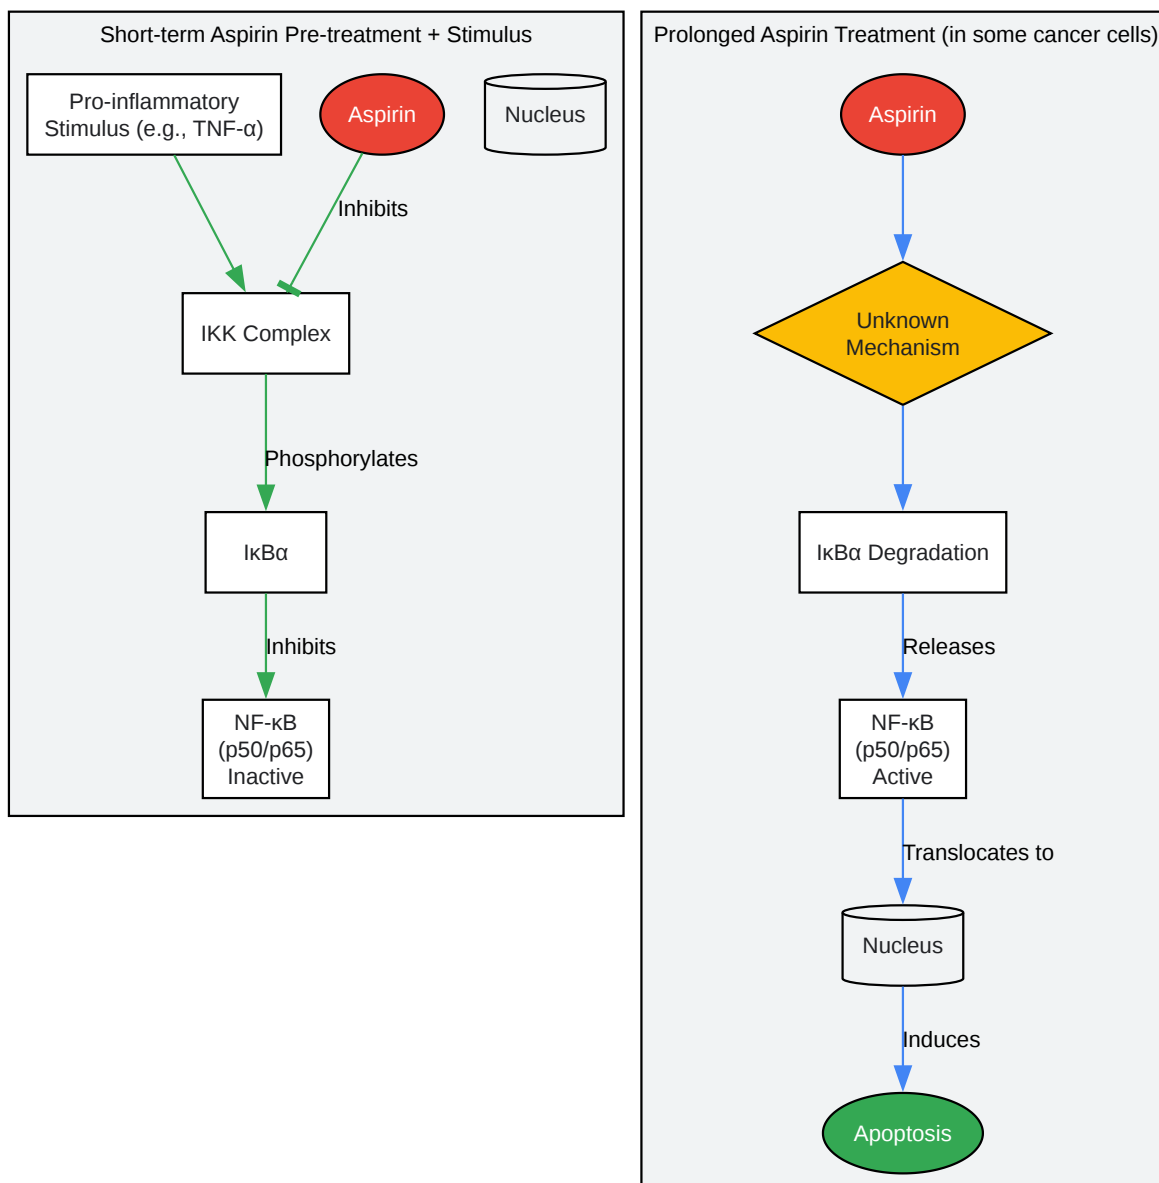 Short-term Aspirin Pre-treatment + Stimulus
Pro-inflammatory
Stimulus (e.g., TNF-α)
Aspirin
Nucleus
Inhibits
IKK Complex
Phosphorylates
IκBα
Inhibits
NF-κB
(p50/p65)
Inactive
Prolonged Aspirin Treatment (in some cancer cells)
Aspirin
Unknown
Mechanism
IκBα Degradation
Releases
NF-κB
(p50/p65)
Active
Translocates to
Nucleus
Induces
Apoptosis